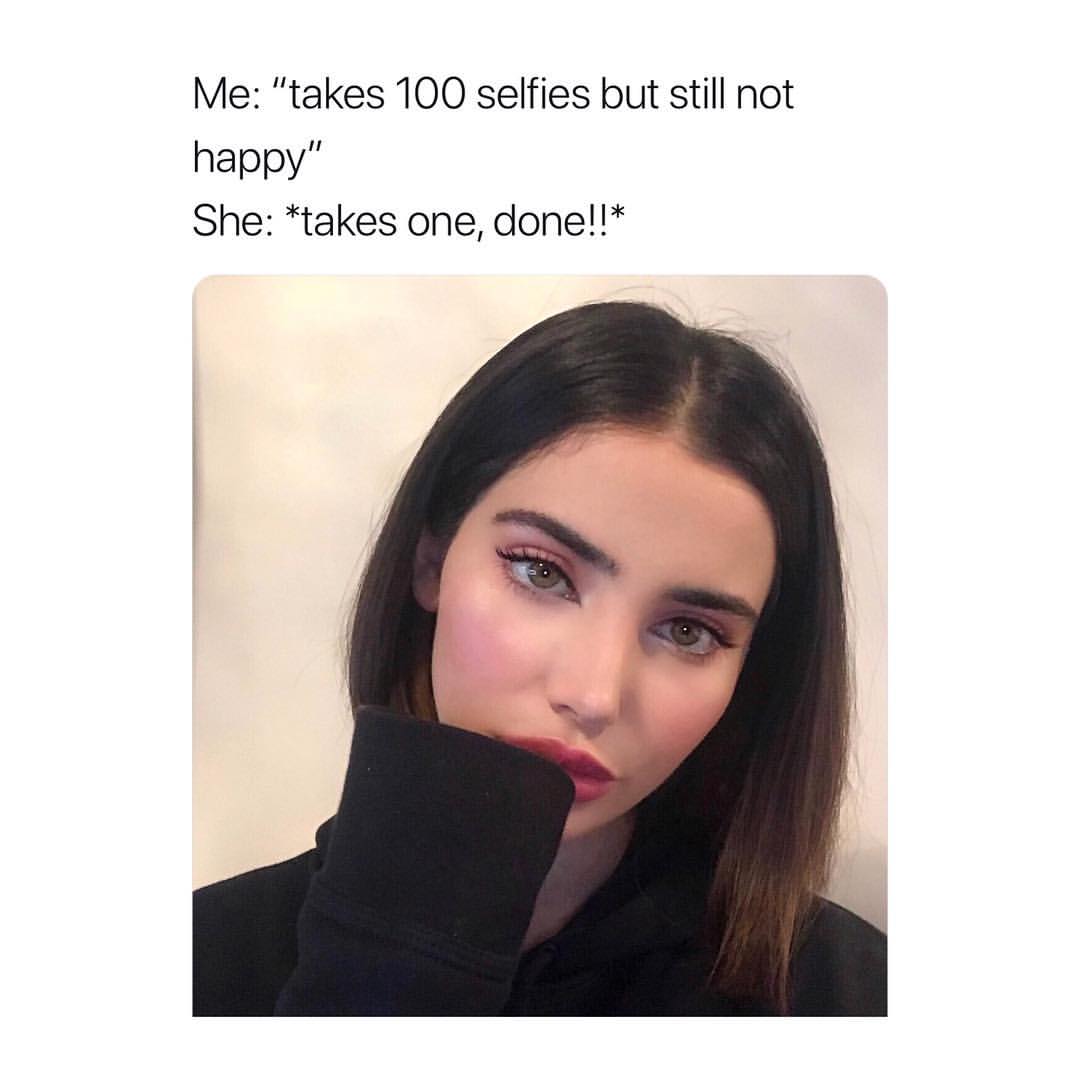 Me: “takes 100 selfies but still not
happy”
She: *takes one, done!!*